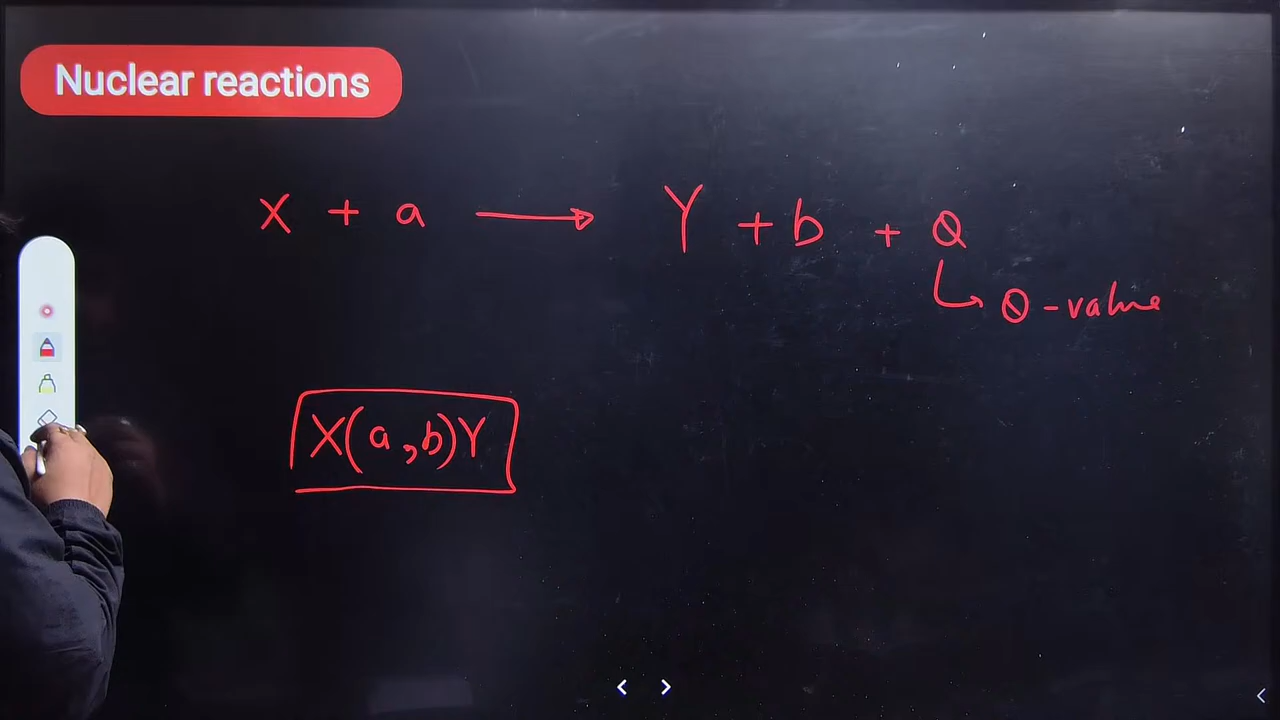 Nuclear reactions
X + a → Y + b + Q
↳ Q-value
X(a,b)Y